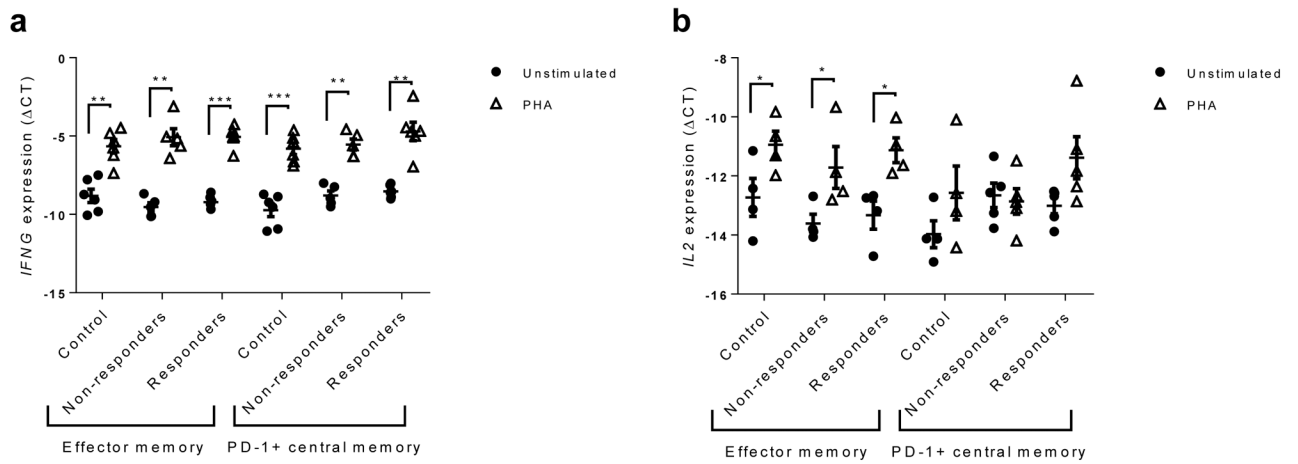 a
IFNG expression (ΔCT)
0
-5
-10
-15
** ** *** *** ** **
Unstimulated
PHA
Control
Non-responders
Responders
Control
Non-responders
Responders
Effector memory
PD-1+ central memory
b
IL2 expression (ΔCT)
-8
-10
-12
-14
-16
* * *
Unstimulated
PHA
Control
Non-responders
Responders
Control
Non-responders
Responders
Effector memory
PD-1+ central memory